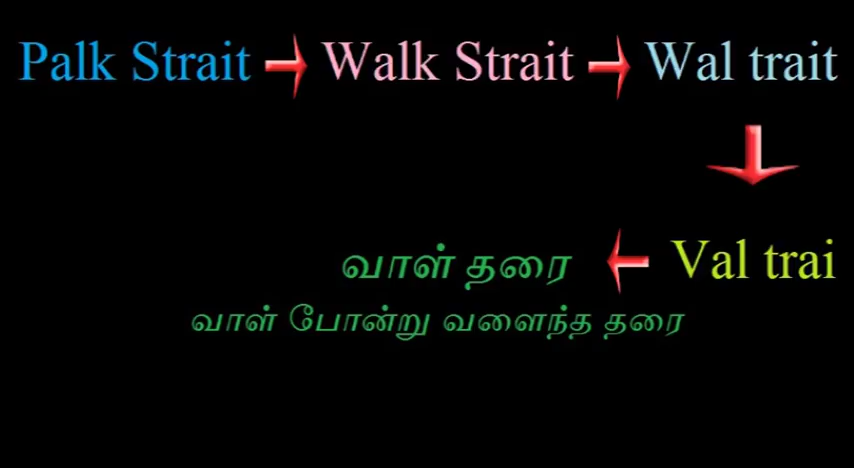 Palk Strait → Walk Strait → Wal trait
↓
வாள் தரை ← Val trai
வாள் போன்று வளைந்த தரை